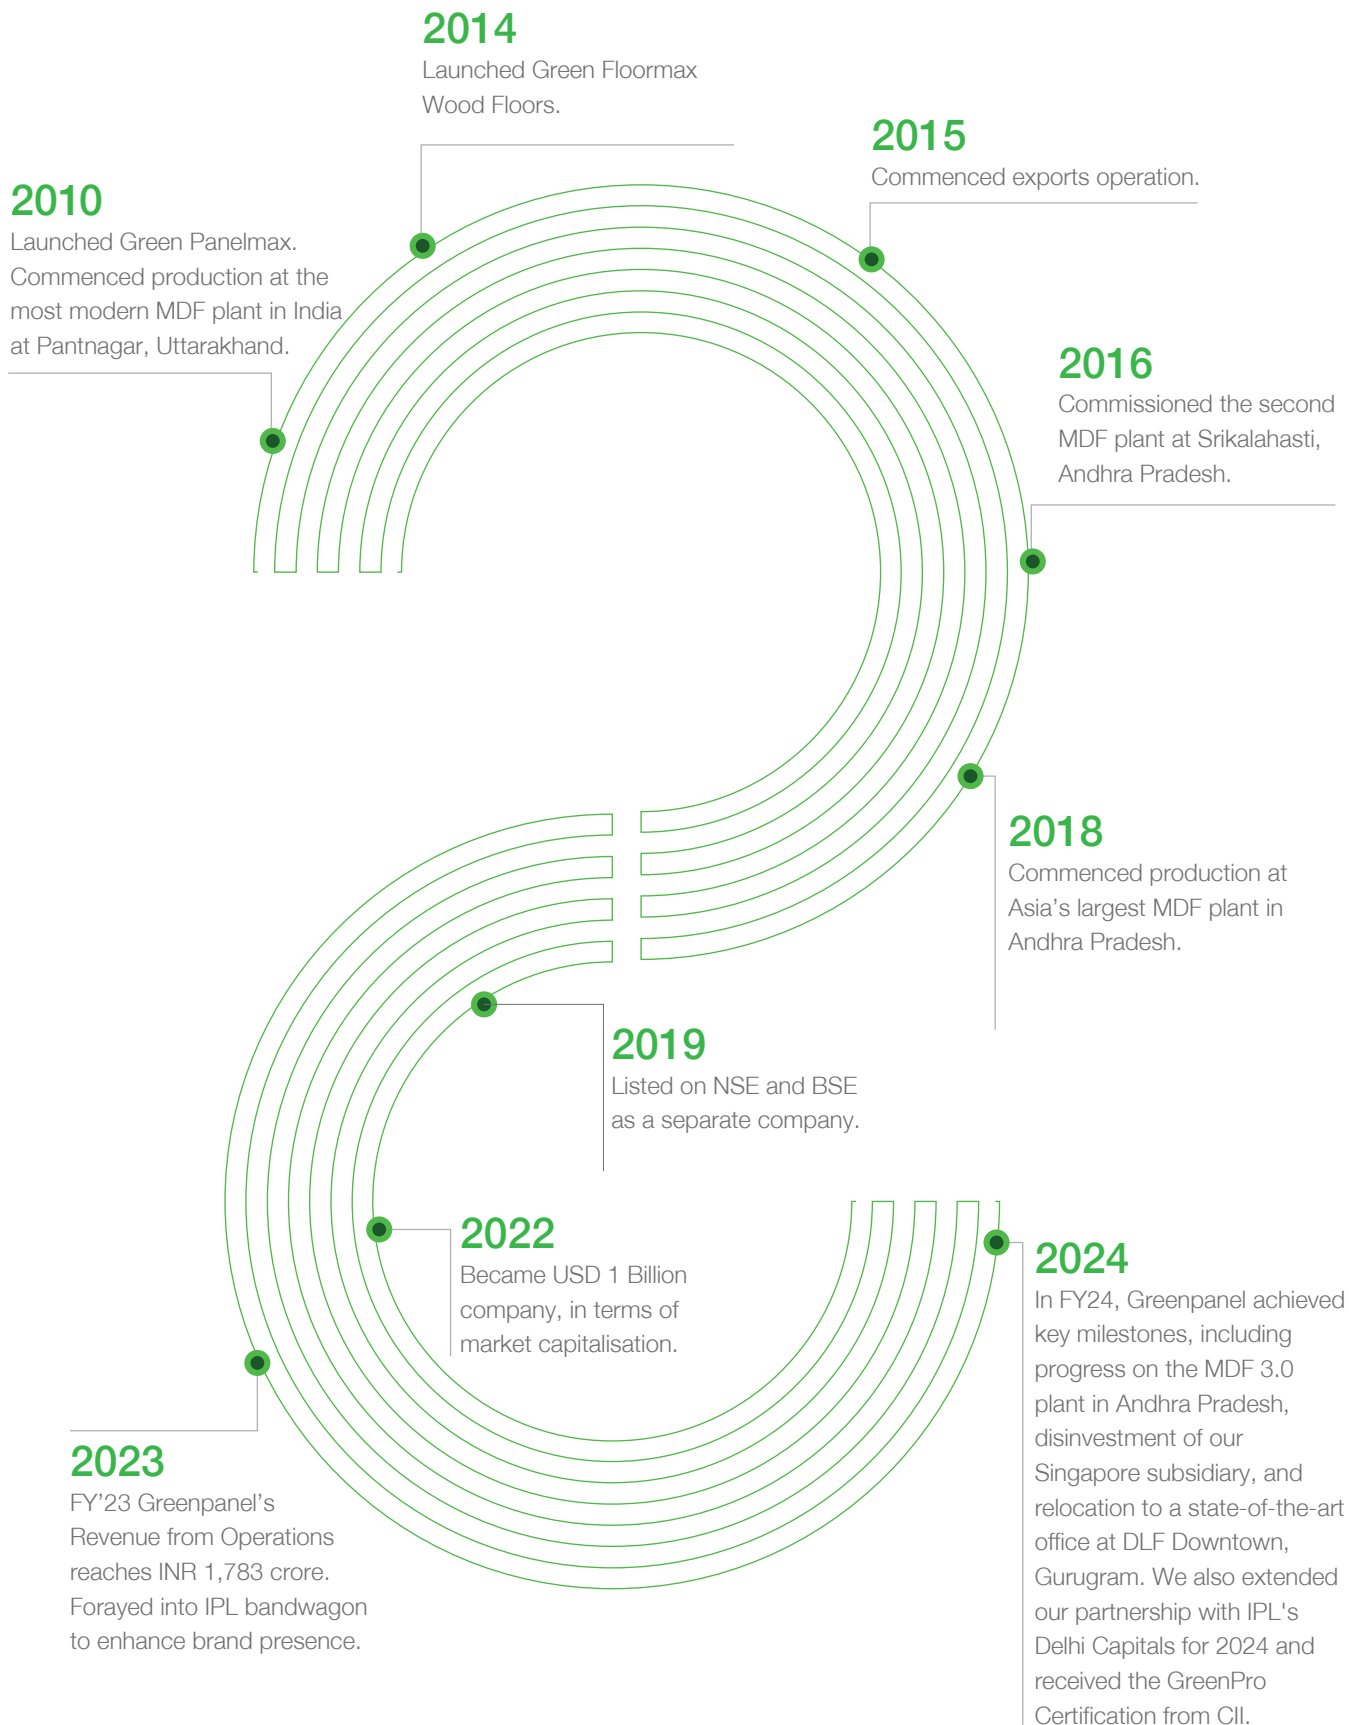 2014
Launched Green Floormax
Wood Floors.
2015
Commenced exports operation.
2010
Launched Green Panelmax.
Commenced production at the
most modern MDF plant in India
at Pantnagar, Uttarakhand.
2016
Commissioned the second
MDF plant at Srikalahasti,
Andhra Pradesh.
2018
Commenced production at
Asia’s largest MDF plant in
Andhra Pradesh.
2019
Listed on NSE and BSE
as a separate company.
2022
Became USD 1 Billion
company, in terms of
market capitalisation.
2023
FY’23 Greenpanel’s
Revenue from Operations
reaches INR 1,783 crore.
Forayed into IPL bandwagon
to enhance brand presence.
2024
In FY24, Greenpanel achieved
key milestones, including
progress on the MDF 3.0
plant in Andhra Pradesh,
disinvestment of our
Singapore subsidiary, and
relocation to a state-of-the-art
office at DLF Downtown,
Gurugram. We also extended
our partnership with IPL's
Delhi Capitals for 2024 and
received the GreenPro
Certification from CII.